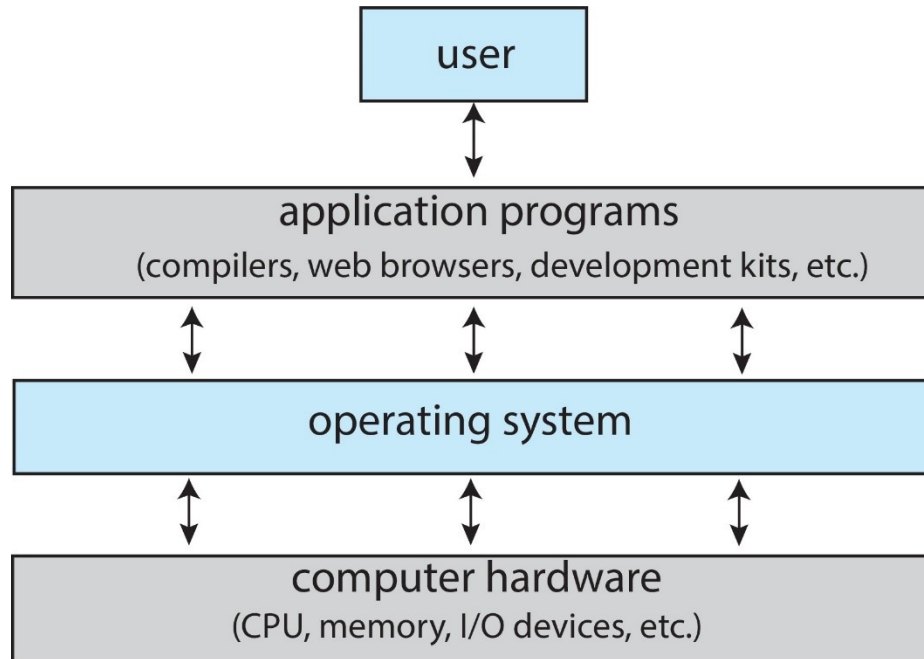 user
application programs
(compilers, web browsers, development kits, etc.)
operating system
computer hardware
(CPU, memory, I/O devices, etc.)